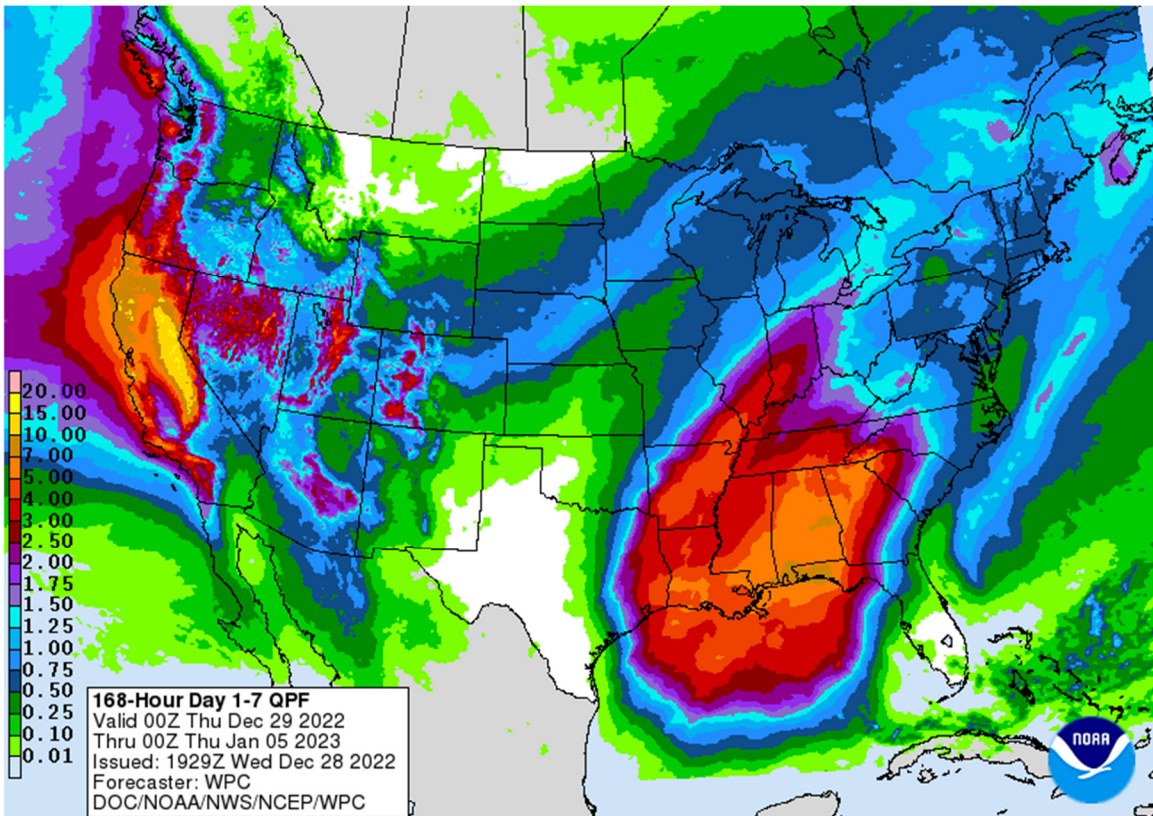 20.00
15.00
10.00
7.00
5.00
4.00
3.00
2.50
2.00
1.75
1.50
1.25
1.00
0.75
0.50
0.25
0.10
0.01
168-Hour Day 1-7 QPF
Valid 00Z Thu Dec 29 2022
Thru 00Z Thu Jan 05 2023
Issued: 1929Z Wed Dec 28 2022
Forecaster: WPC
DOC/NOAA/NWS/NCEP/WPC
NOAA